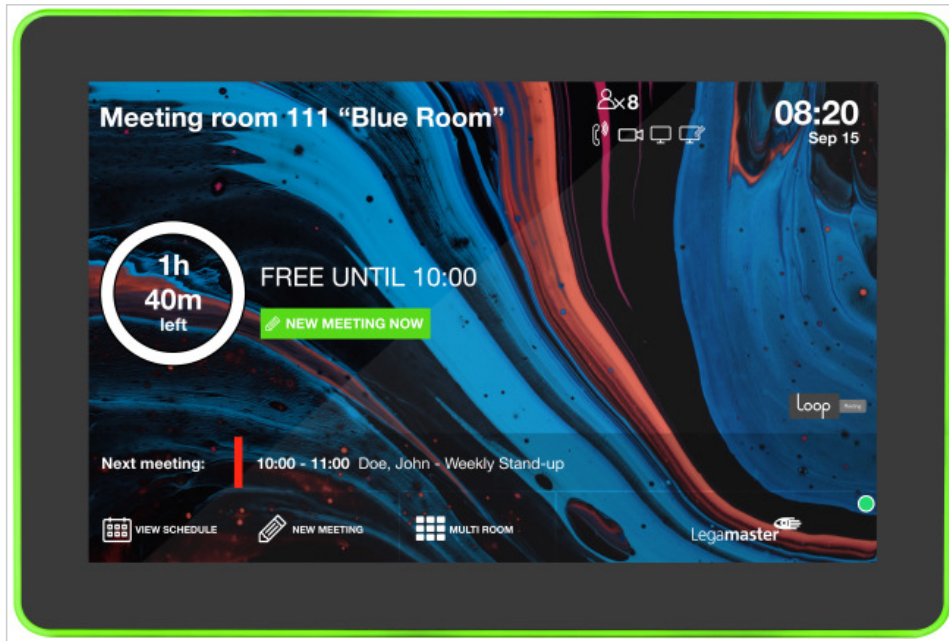 Meeting room 111 “Blue Room”
x8
08:20
Sep 15
1h
40m
left
FREE UNTIL 10:00
NEW MEETING NOW
Loop
Next meeting:
10:00 - 11:00 Doe, John - Weekly Stand-up
VIEW SCHEDULE
NEW MEETING
MULTI ROOM
Legamaster